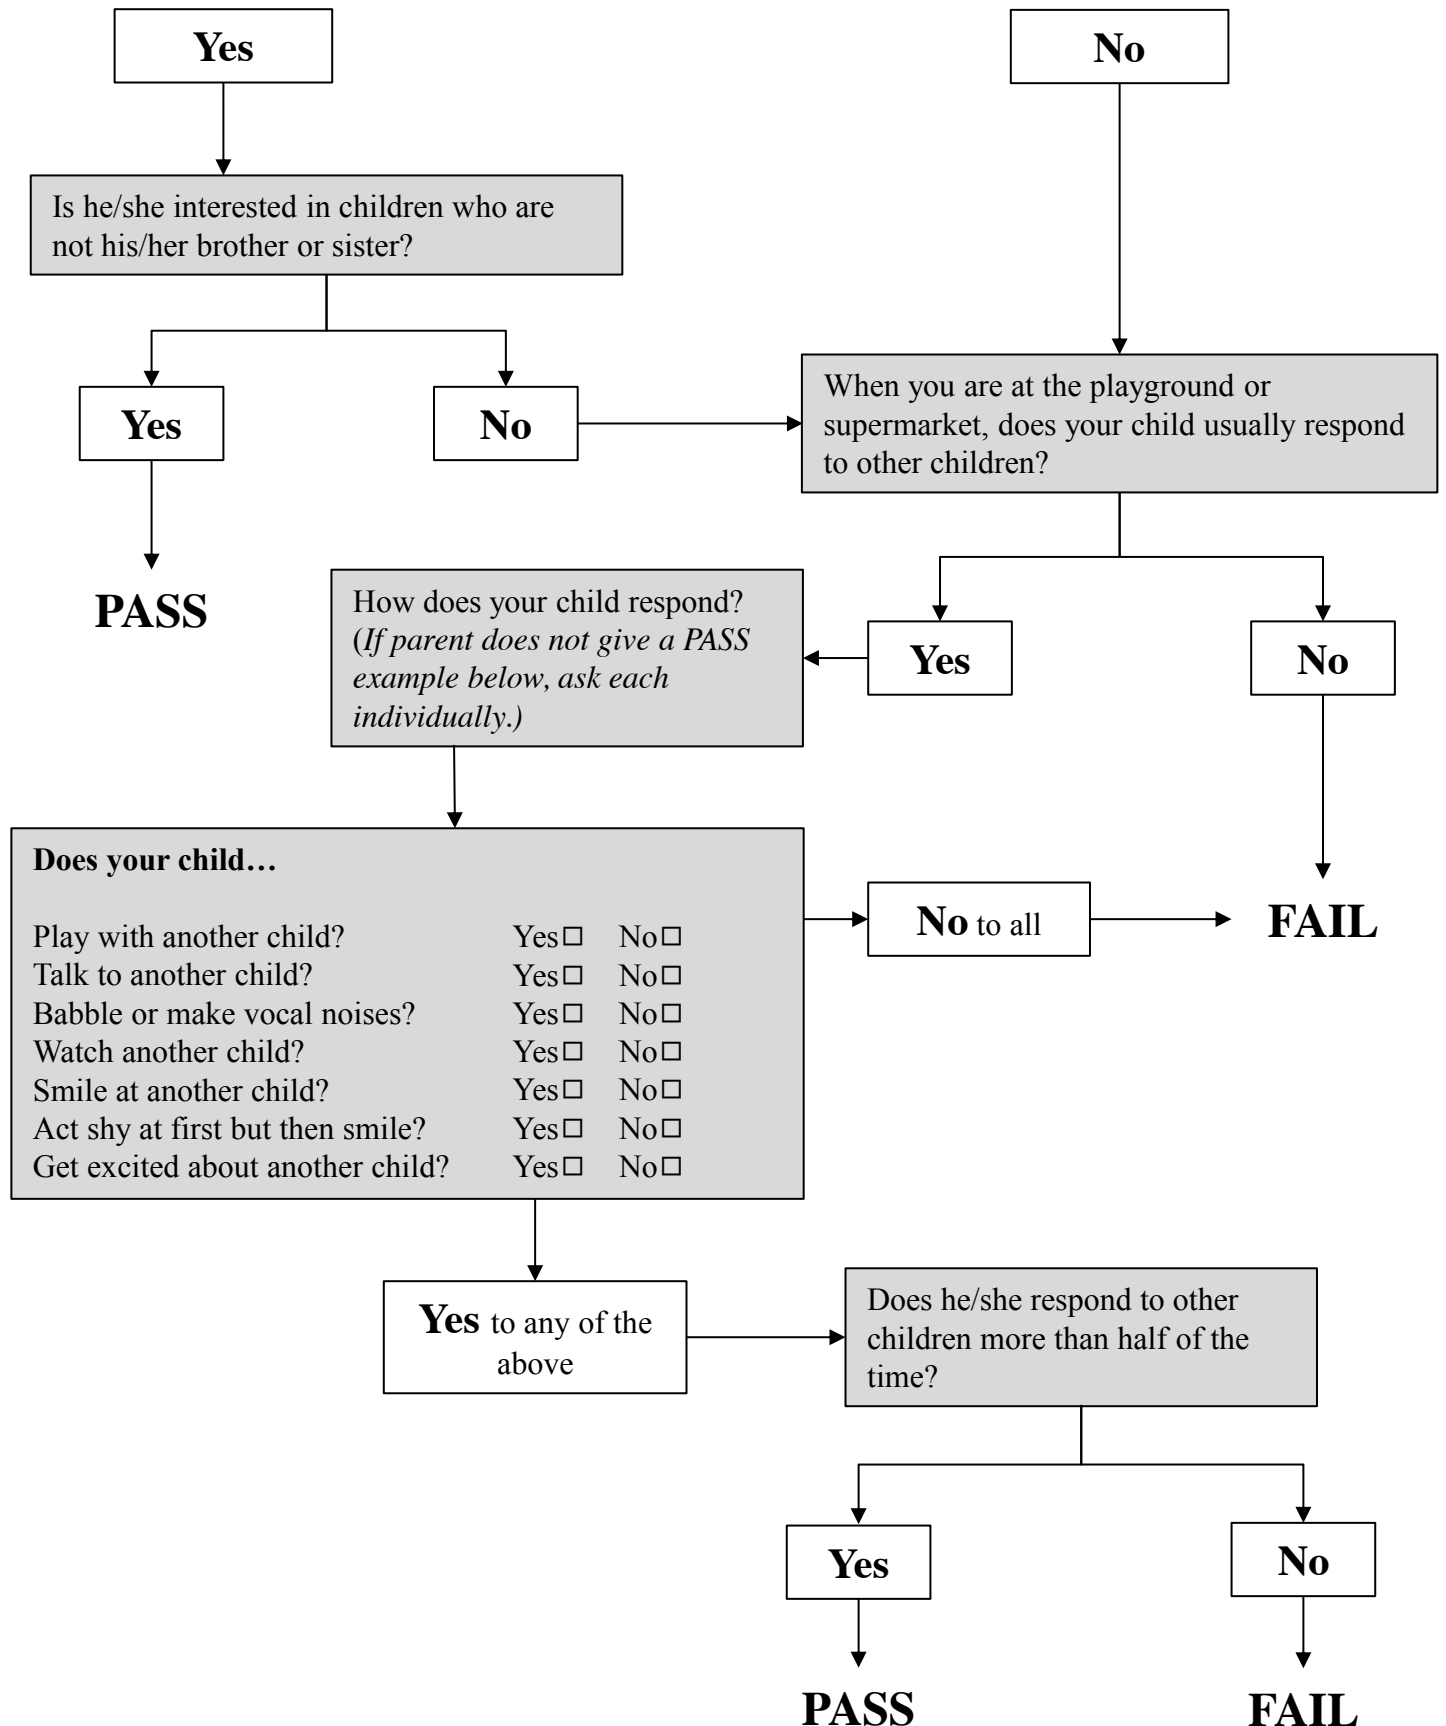 Yes
No
Is he/she interested in children who are
not his/her brother or sister?
Yes
No
When you are at the playground or
supermarket, does your child usually respond
to other children?
PASS
How does your child respond?
(If parent does not give a PASS
example below, ask each
individually.)
Yes
No
Does your child…
Play with another child? Yes□ No□
Talk to another child? Yes□ No□
Babble or make vocal noises? Yes□ No□
Watch another child? Yes□ No□
Smile at another child? Yes□ No□
Act shy at first but then smile? Yes□ No□
Get excited about another child? Yes□ No□
No to all
FAIL
Yes to any of the
above
Does he/she respond to other
children more than half of the
time?
Yes
No
PASS
FAIL